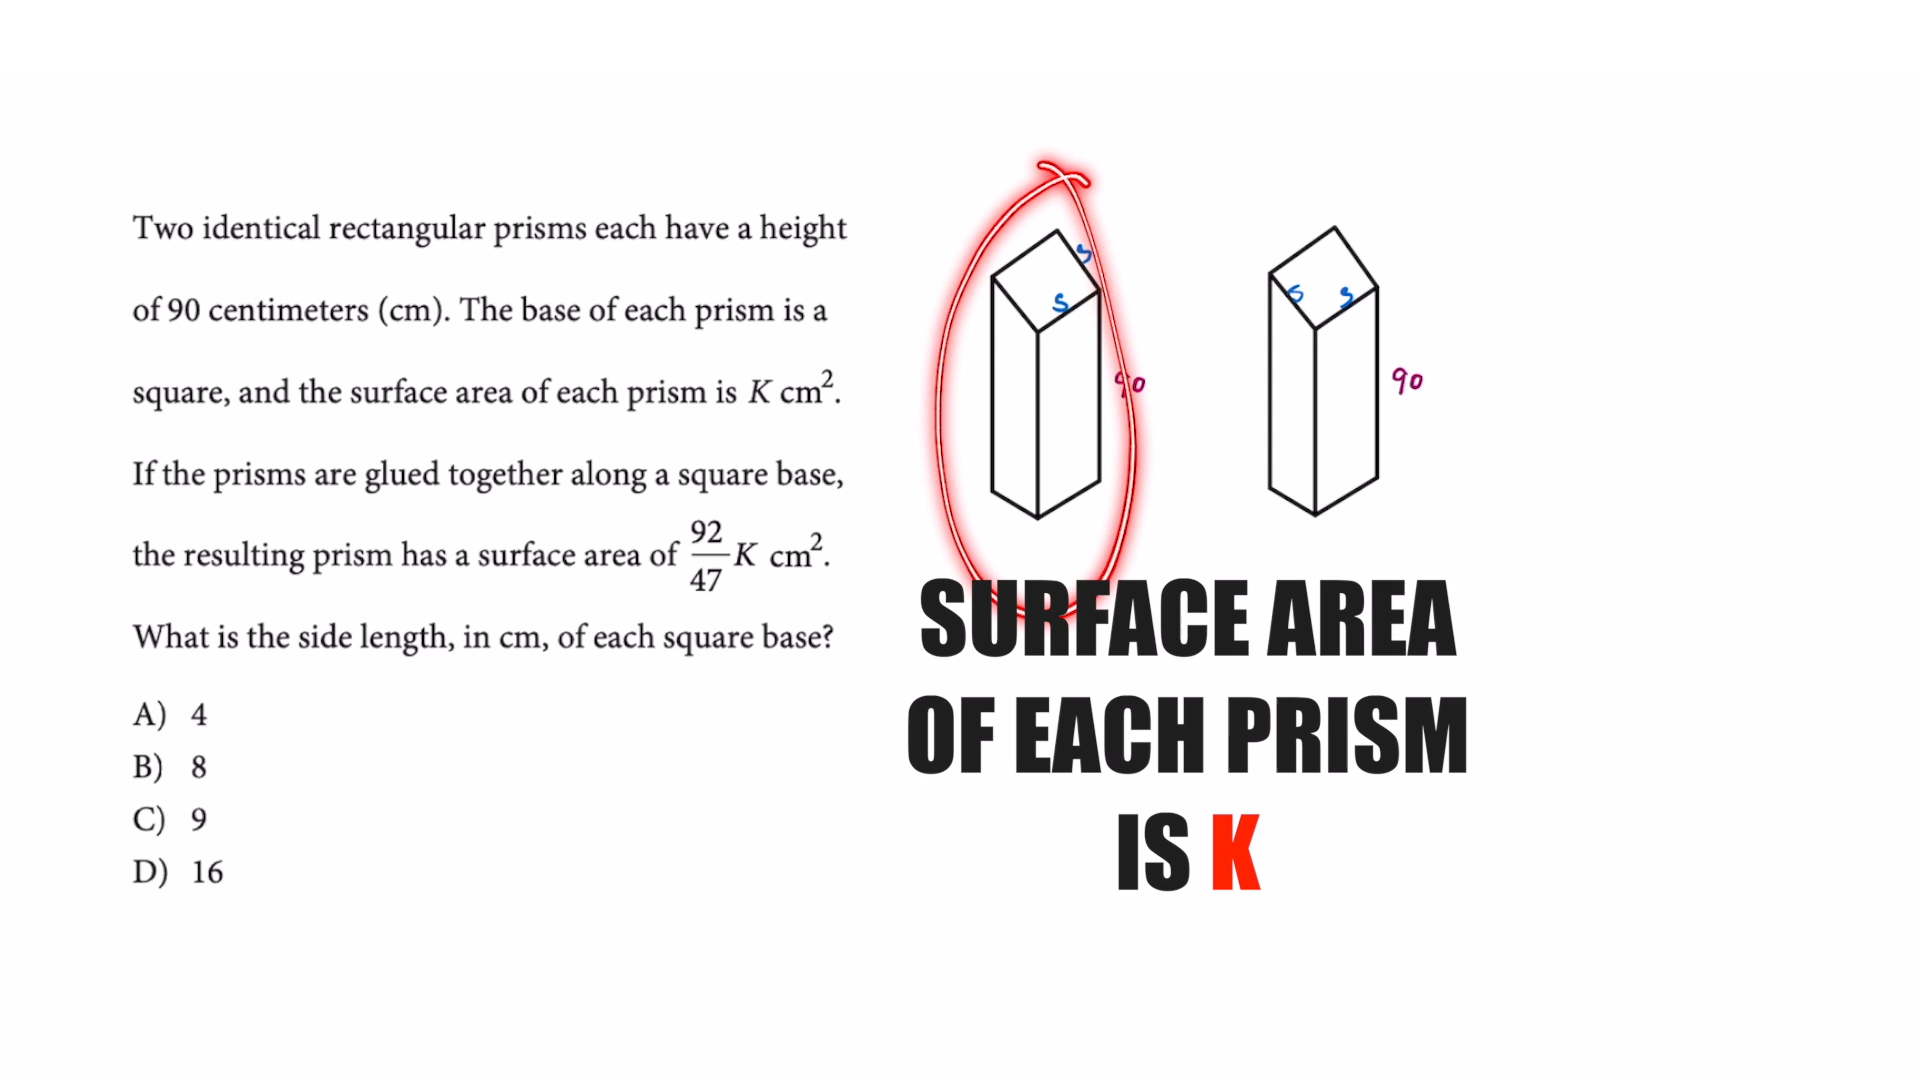 Two identical rectangular prisms each have a height
of 90 centimeters (cm). The base of each prism is a
square, and the surface area of each prism is K cm².
If the prisms are glued together along a square base,
the resulting prism has a surface area of 92/47 K cm².
What is the side length, in cm, of each square base?
A) 4
B) 8
C) 9
D) 16
s
s
90
s s
90
SURFACE AREA
OF EACH PRISM
IS K